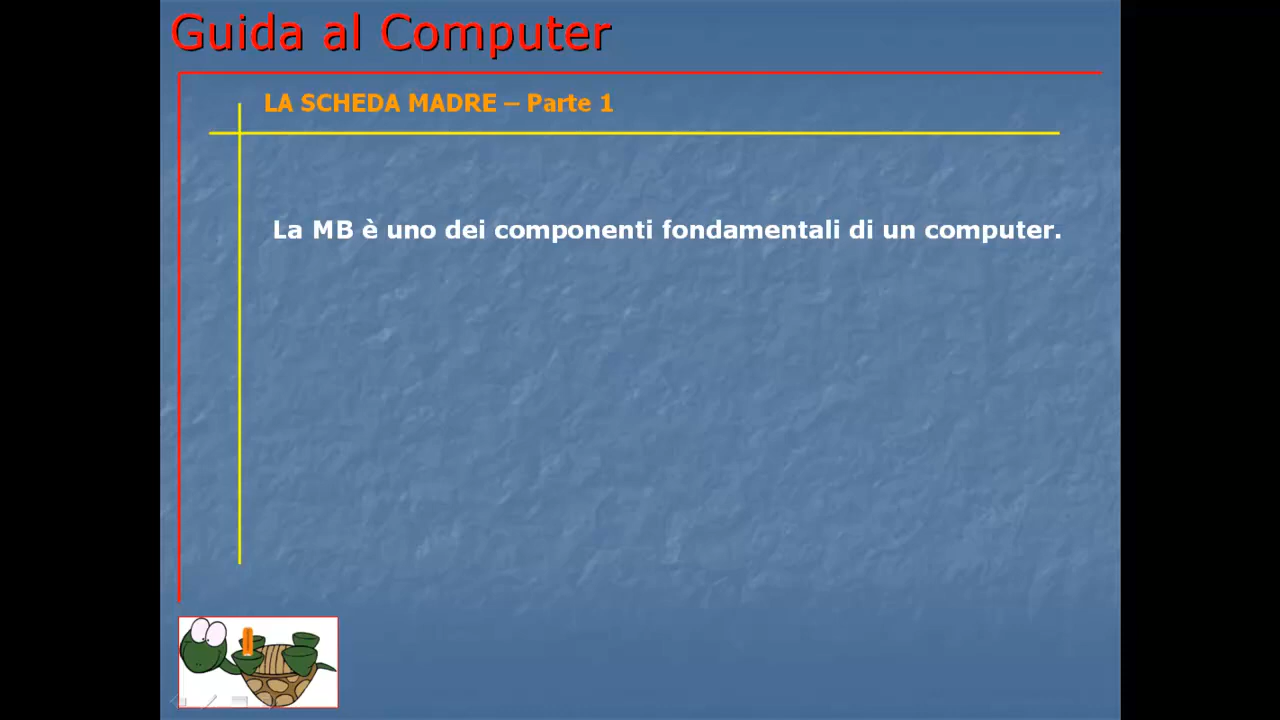 Guida al Computer
LA SCHEDA MADRE – Parte 1
La MB è uno dei componenti fondamentali di un computer.